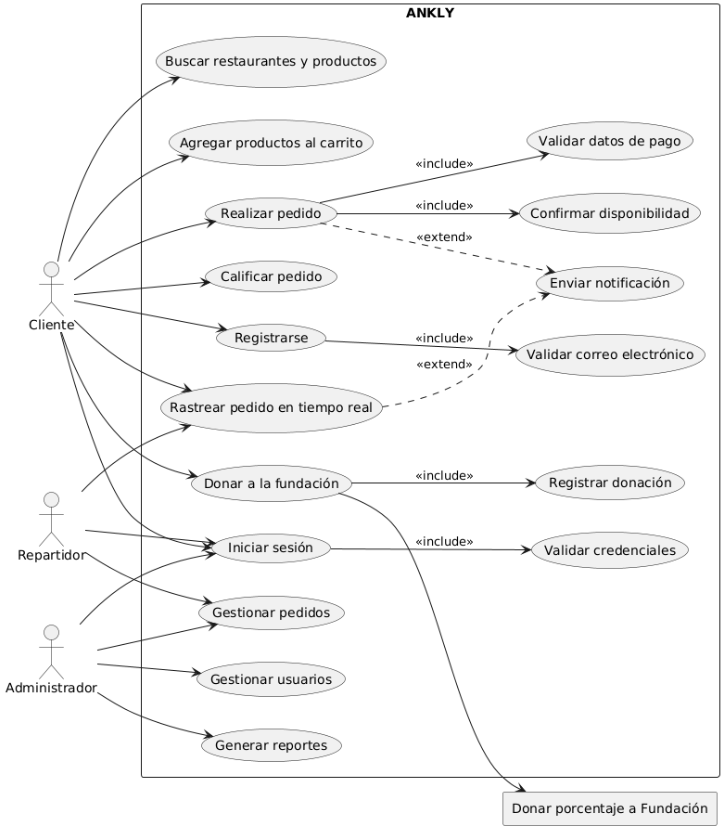 ANKLY
Buscar restaurantes y productos
Agregar productos al carrito
«include»
Validar datos de pago
Realizar pedido
«include»
Confirmar disponibilidad
«extend»
Calificar pedido
Enviar notificación
Cliente
Registrarse
«include»
Validar correo electrónico
«extend»
Rastrear pedido en tiempo real
Donar a la fundación
«include»
Registrar donación
Repartidor
Iniciar sesión
«include»
Validar credenciales
Gestionar pedidos
Administrador
Gestionar usuarios
Generar reportes
Donar porcentaje a Fundación